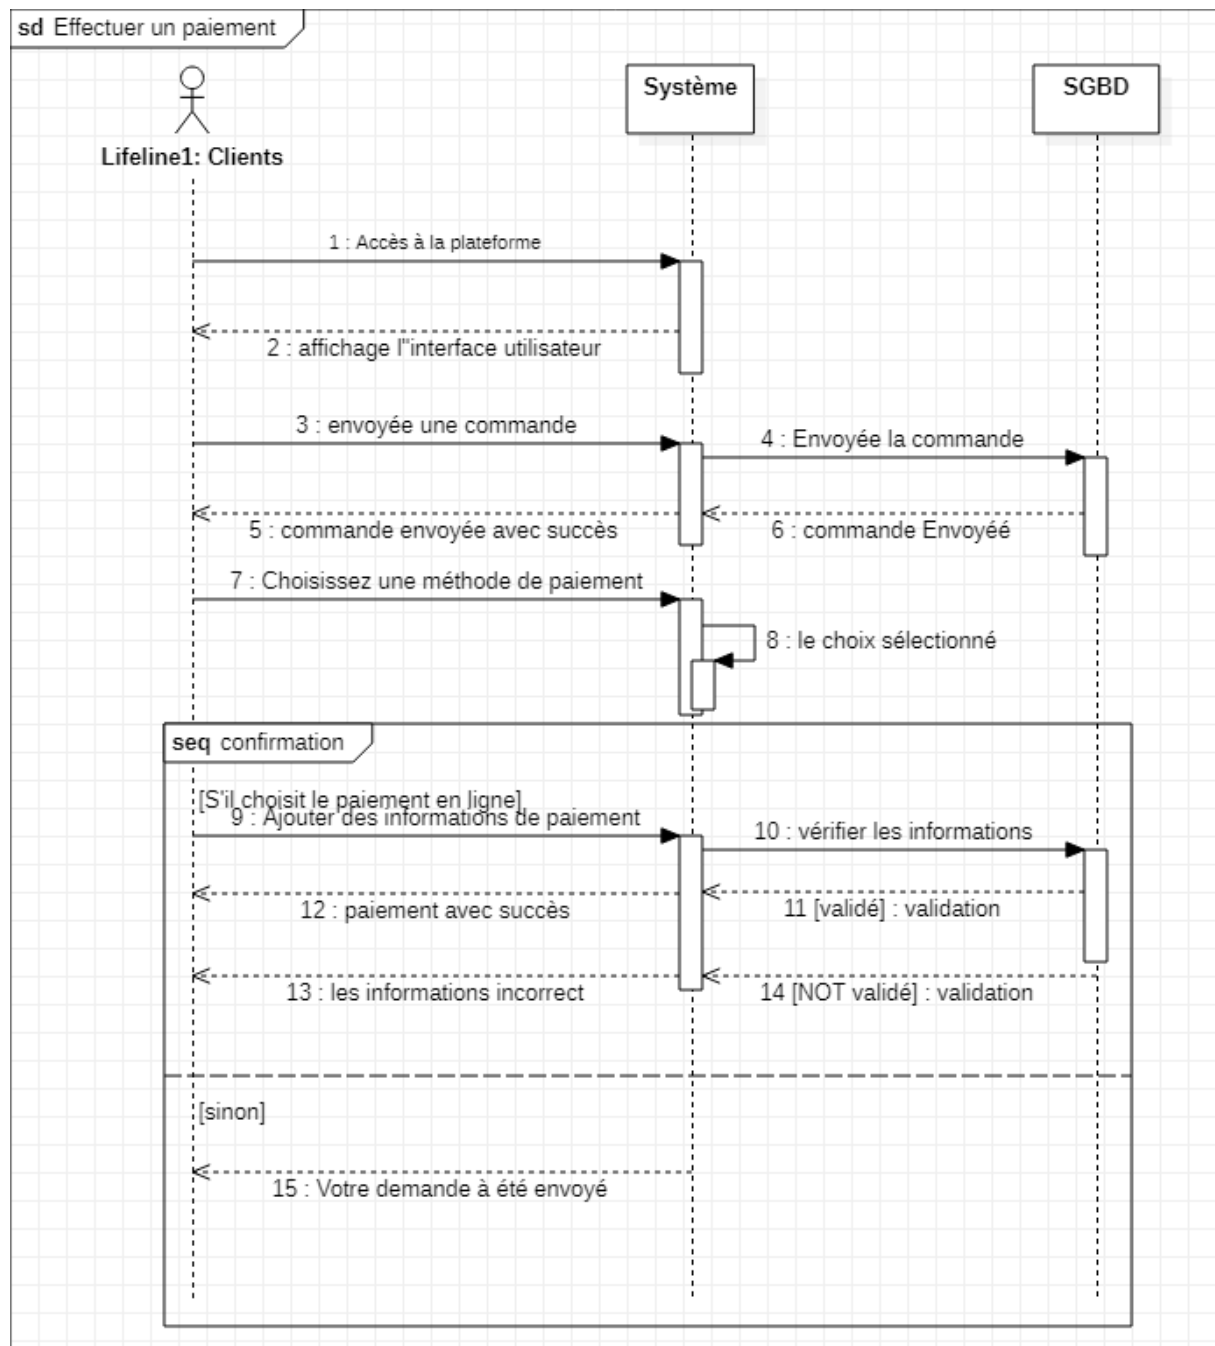 sd Effectuer un paiement
Système
SGBD
Lifeline1: Clients
1 : Accès à la plateforme
2 : affichage l"interface utilisateur
3 : envoyée une commande
4 : Envoyée la commande
5 : commande envoyée avec succès
6 : commande Envoyéé
7 : Choisissez une méthode de paiement
8 : le choix sélectionné
seq confirmation
[S'il choisit le paiement en ligne]
9 : Ajouter des informations de paiement
10 : vérifier les informations
12 : paiement avec succès
11 [validé] : validation
13 : les informations incorrect
14 [NOT validé] : validation
[sinon]
15 : Votre demande à été envoyé